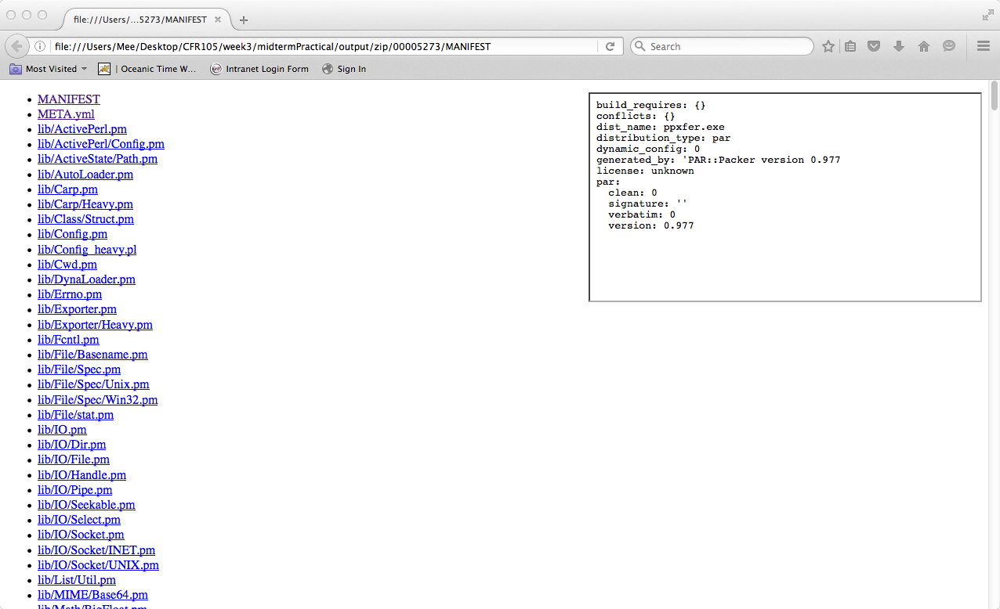 file:///Users/...5273/MANIFEST
file:///Users/Mee/Desktop/CFR105/week3/midtermPractical/output/zip/00005273/MANIFEST
Search
Most Visited
| Oceanic Time W...
Intranet Login Form
Sign In
MANIFEST
META.yml
lib/ActivePerl.pm
lib/ActivePerl/Config.pm
lib/ActiveState/Path.pm
lib/AutoLoader.pm
lib/Carp.pm
lib/Carp/Heavy.pm
lib/Class/Struct.pm
lib/Config.pm
lib/Config_heavy.pl
lib/Cwd.pm
lib/DynaLoader.pm
lib/Errno.pm
lib/Exporter.pm
lib/Exporter/Heavy.pm
lib/Fcntl.pm
lib/File/Basename.pm
lib/File/Spec.pm
lib/File/Spec/Unix.pm
lib/File/Spec/Win32.pm
lib/File/stat.pm
lib/IO.pm
lib/IO/Dir.pm
lib/IO/File.pm
lib/IO/Handle.pm
lib/IO/Pipe.pm
lib/IO/Seekable.pm
lib/IO/Select.pm
lib/IO/Socket.pm
lib/IO/Socket/INET.pm
lib/IO/Socket/UNIX.pm
lib/List/Util.pm
lib/MIME/Base64.pm
lib/Math/BigFloat.pm
build_requires: {}
conflicts: {}
dist_name: ppxfer.exe
distribution_type: par
dynamic_config: 0
generated_by: 'PAR::Packer version 0.977
license: unknown
par:
  clean: 0
  signature: ''
  verbatim: 0
  version: 0.977